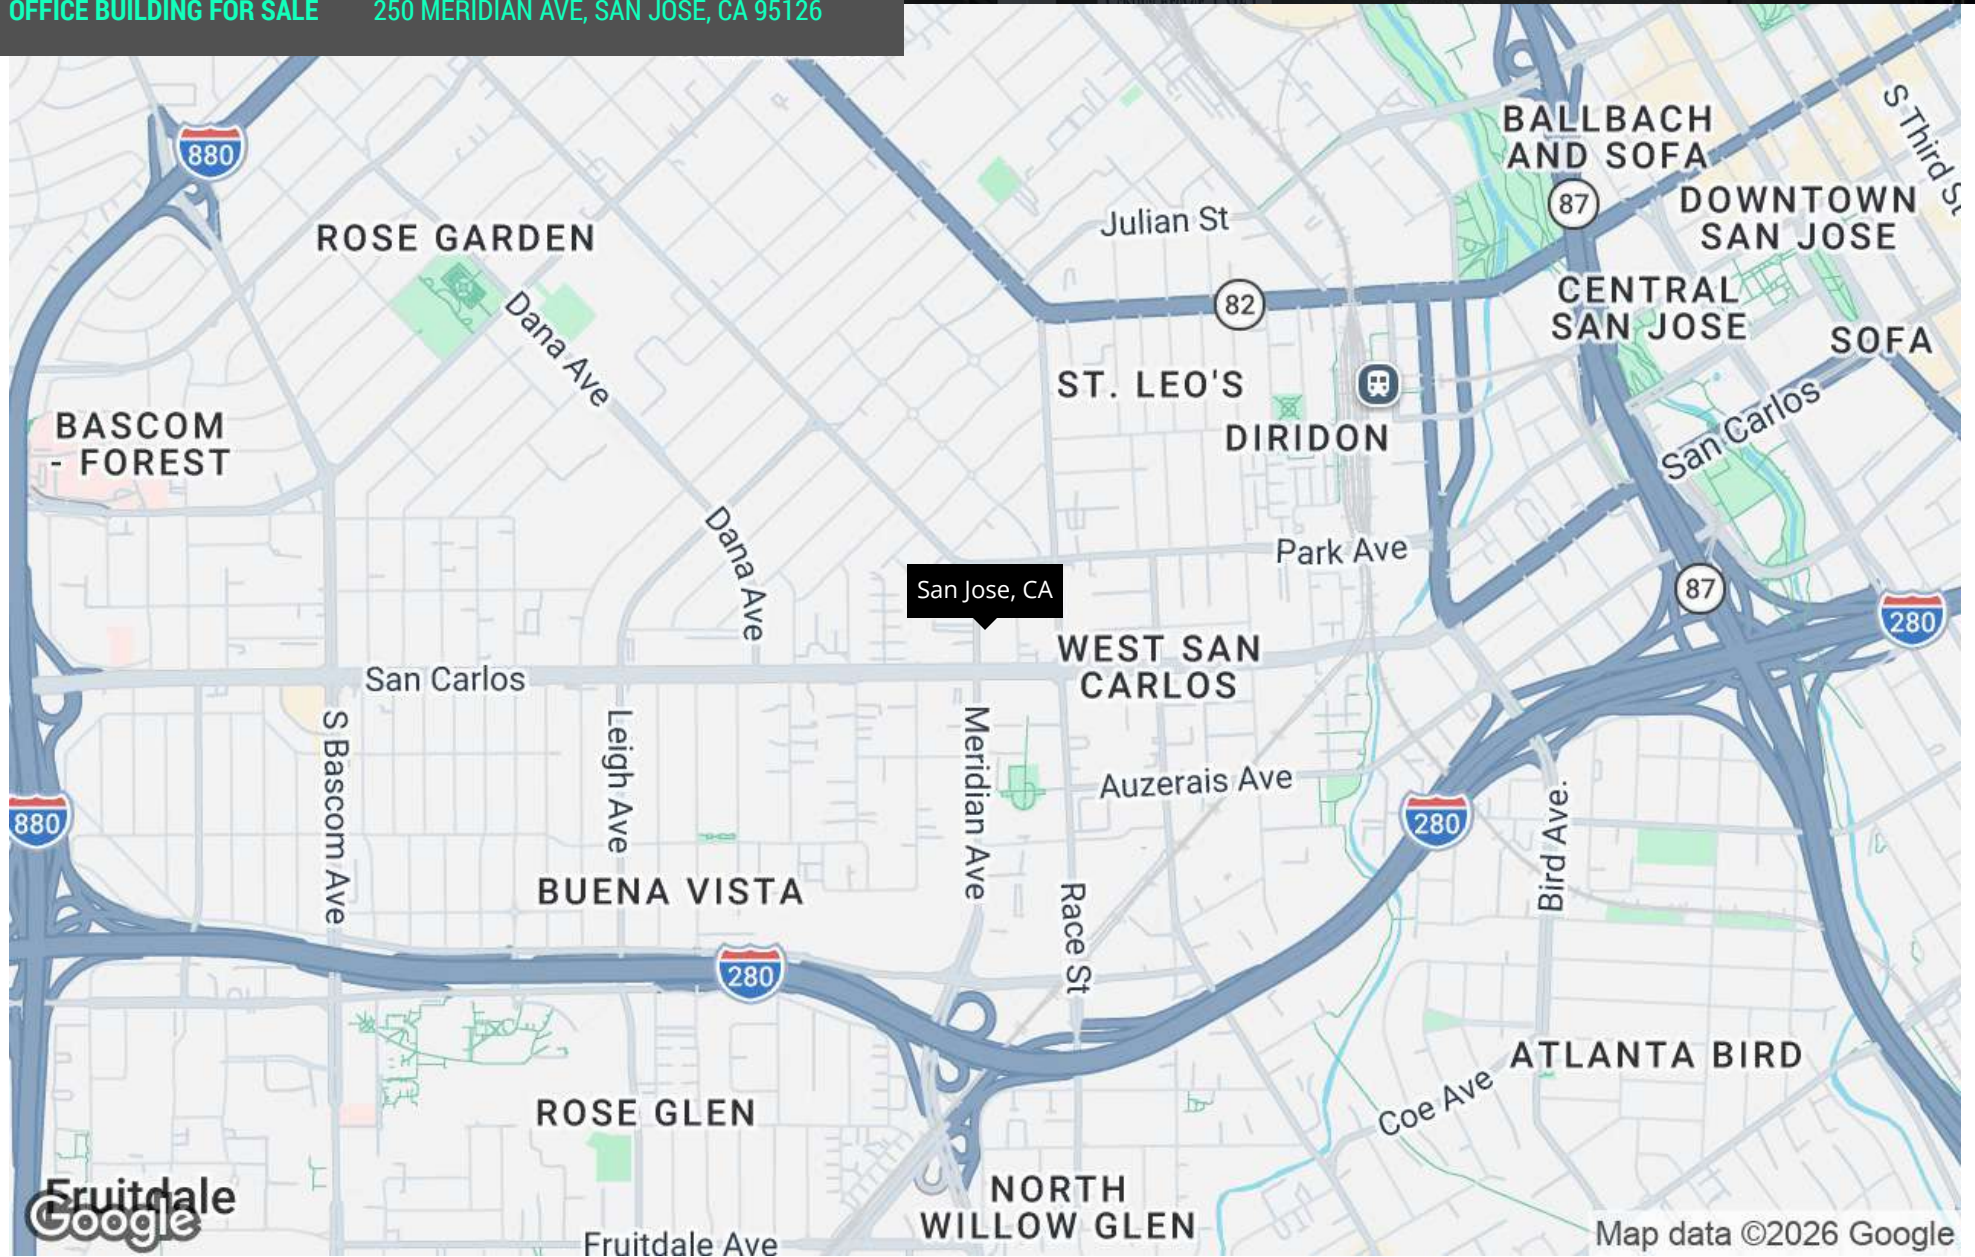 OFFICE BUILDING FOR SALE 250 MERIDIAN AVE, SAN JOSE, CA 95126
880
ROSE GARDEN
Dana Ave
BALLBACH
AND SOFA
87
S Third St
DOWNTOWN
SAN JOSE
Julian St
82
CENTRAL
SAN JOSE
SOFA
ST. LEO'S
DIRIDON
San Carlos
BASCOM
- FOREST
Dana Ave
Park Ave
San Jose, CA
87
280
WEST SAN
CARLOS
San Carlos
S Bascom Ave
Leigh Ave
Meridian Ave
Auzerais Ave
280
Bird Ave.
880
BUENA VISTA
Race St
280
ATLANTA BIRD
Coe Ave
ROSE GLEN
NORTH
WILLOW GLEN
Fruitdale
Google
Fruitdale Ave
Map data ©2026 Google